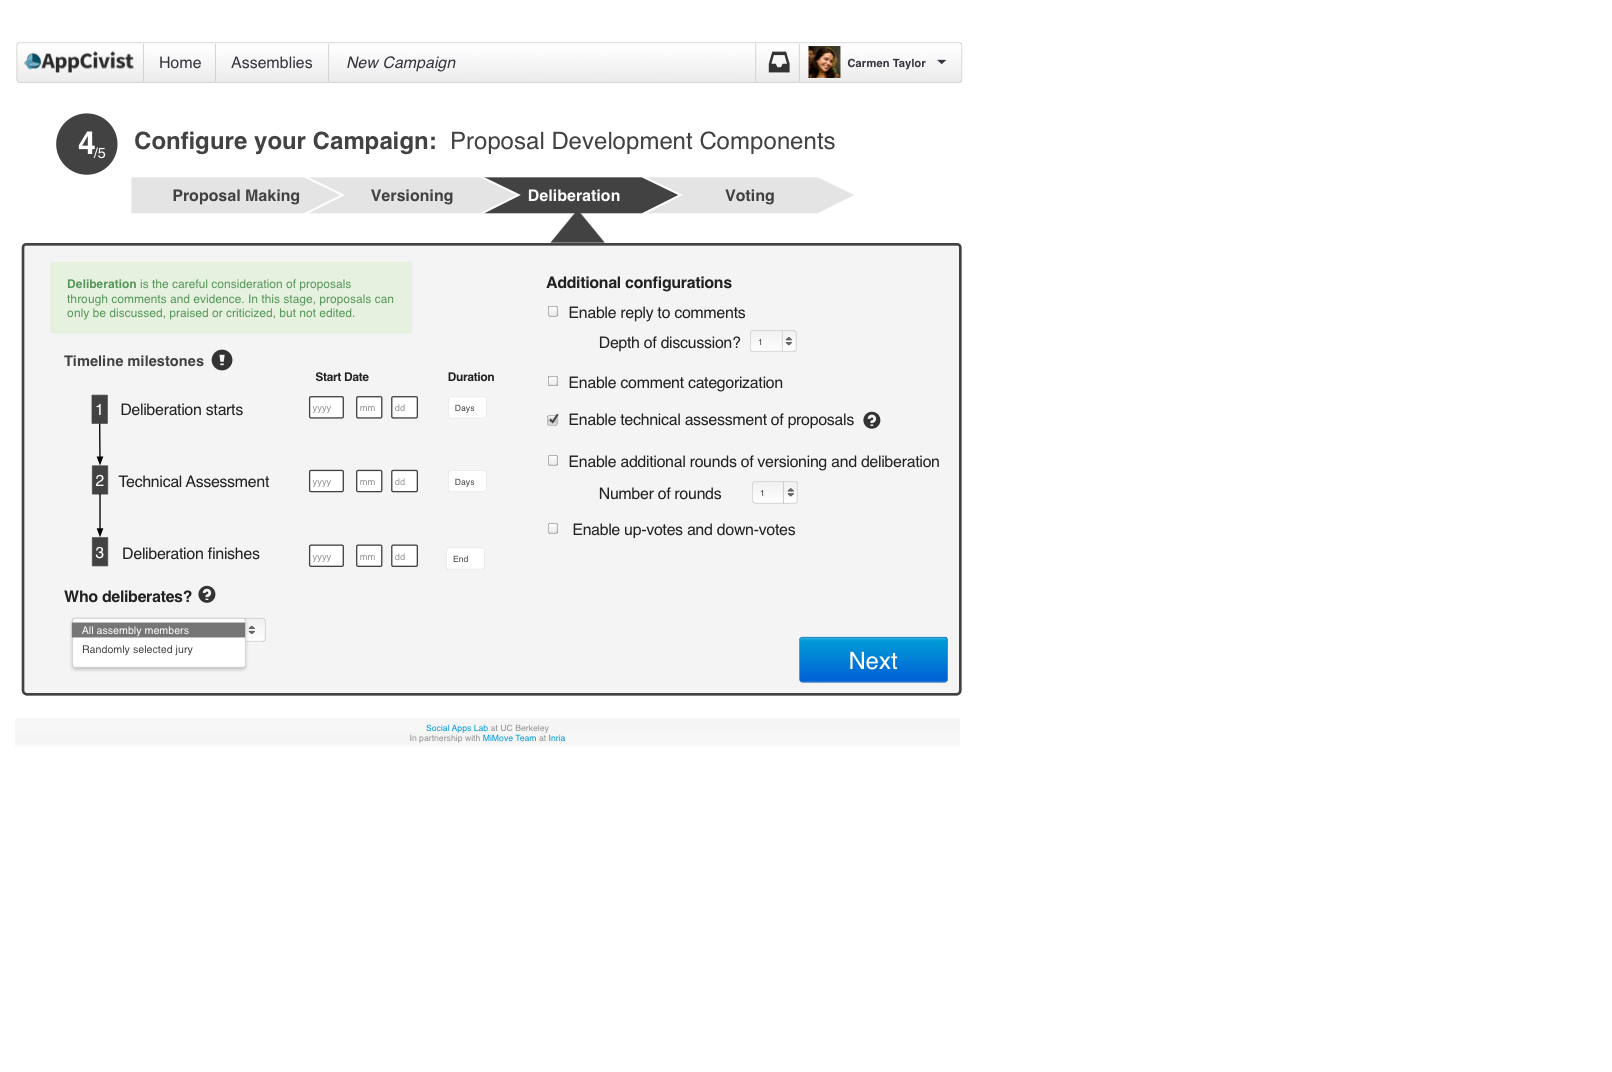 AppCivist Home Assemblies New Campaign Carmen Taylor
4/5 Configure your Campaign: Proposal Development Components
Proposal Making Versioning Deliberation Voting
Deliberation is the careful consideration of proposals
through comments and evidence. In this stage, proposals can
only be discussed, praised or criticized, but not edited.
Timeline milestones !
Start Date Duration
1 Deliberation starts yyyy mm dd Days
2 Technical Assessment yyyy mm dd Days
3 Deliberation finishes yyyy mm dd End
Who deliberates? ?
All assembly members
Randomly selected jury
Additional configurations
Enable reply to comments
Depth of discussion? 1
Enable comment categorization
Enable technical assessment of proposals ?
Enable additional rounds of versioning and deliberation
Number of rounds 1
Enable up-votes and down-votes
Next
Social Apps Lab at UC Berkeley
In partnership with MiMove Team at Inria